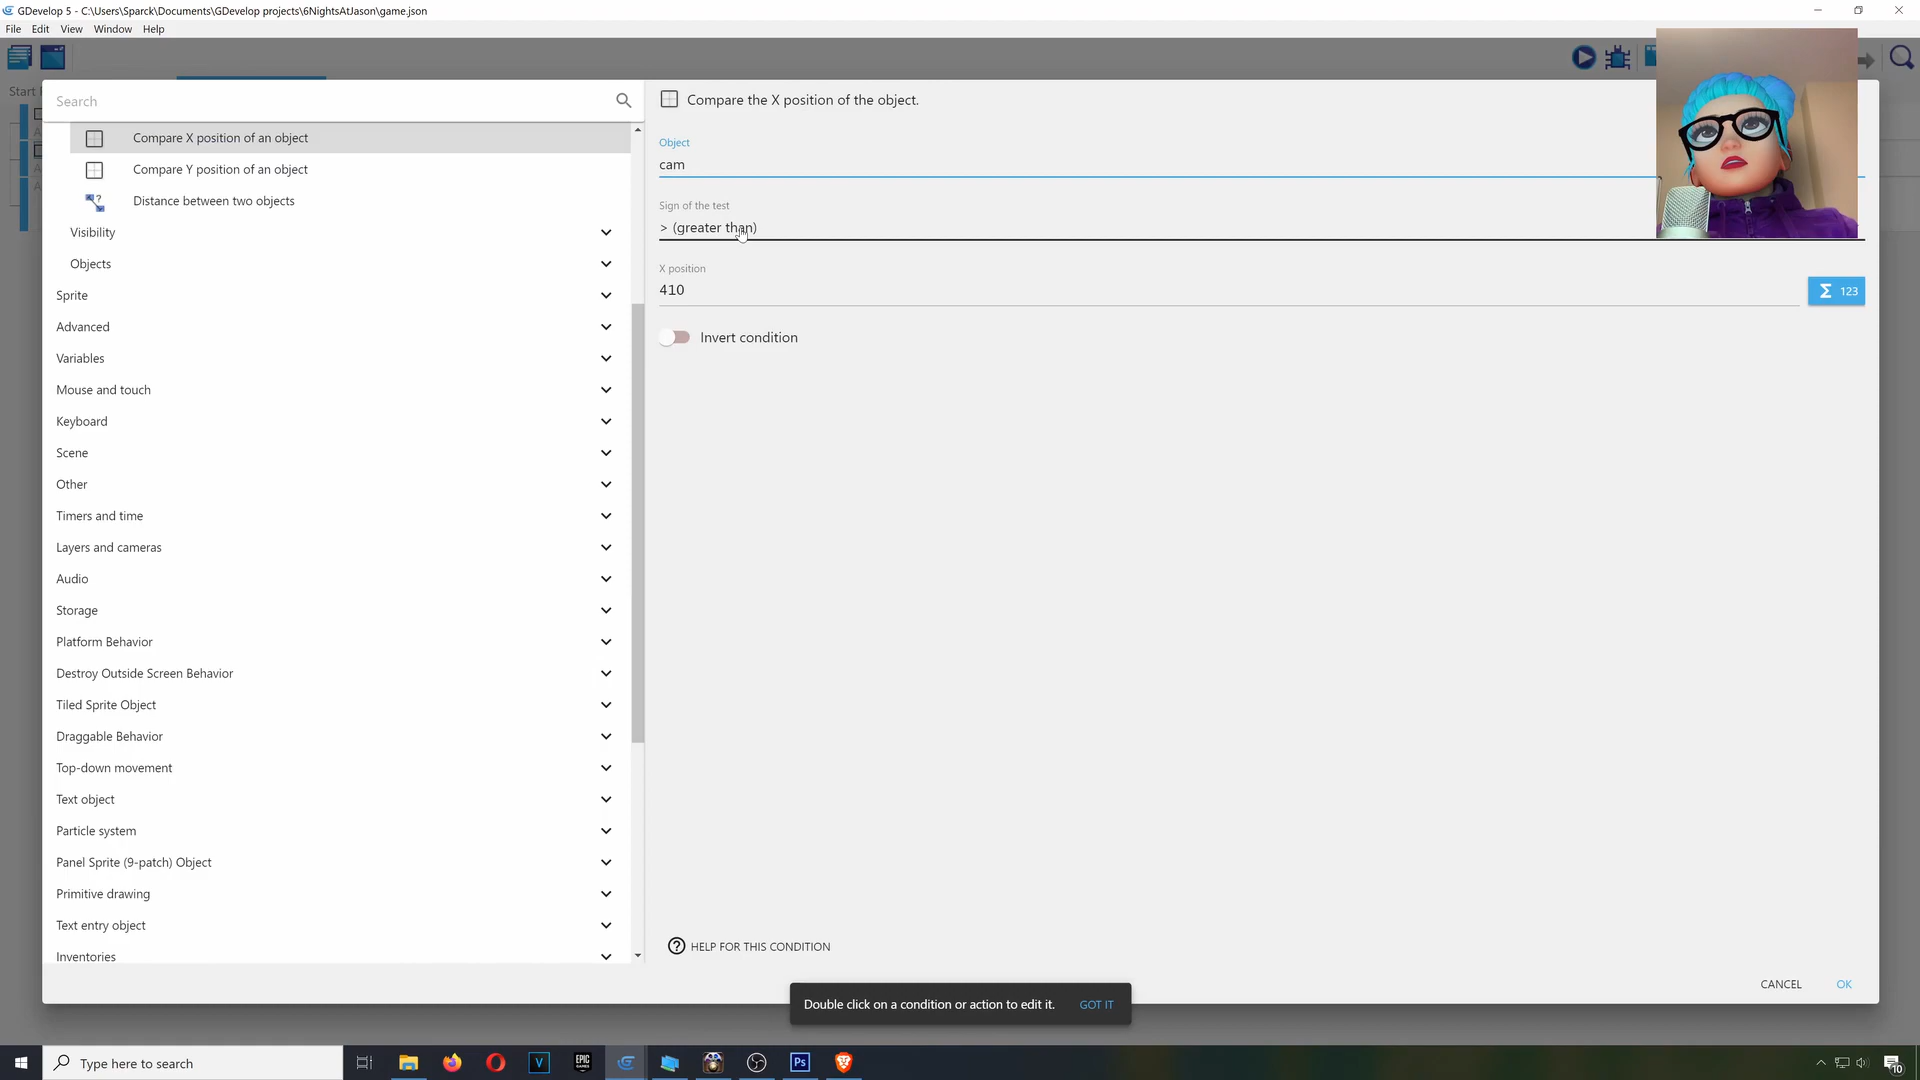 GDevelop 5 - C:\Users\Sparck\Documents\GDevelop projects\6NightsAtJason\game.json
File Edit View Window Help
Start
Search
Compare X position of an object
Compare Y position of an object
Distance between two objects
Visibility
Objects
Sprite
Advanced
Variables
Mouse and touch
Keyboard
Scene
Other
Timers and time
Layers and cameras
Audio
Storage
Platform Behavior
Destroy Outside Screen Behavior
Tiled Sprite Object
Draggable Behavior
Top-down movement
Text object
Particle system
Panel Sprite (9-patch) Object
Primitive drawing
Text entry object
Inventories
Compare the X position of the object.
Object
cam
Sign of the test
> (greater than)
X position
410
Σ 123
Invert condition
HELP FOR THIS CONDITION
CANCEL OK
Double click on a condition or action to edit it. GOT IT
Type here to search
V
EPIC GAMES
Ps
10